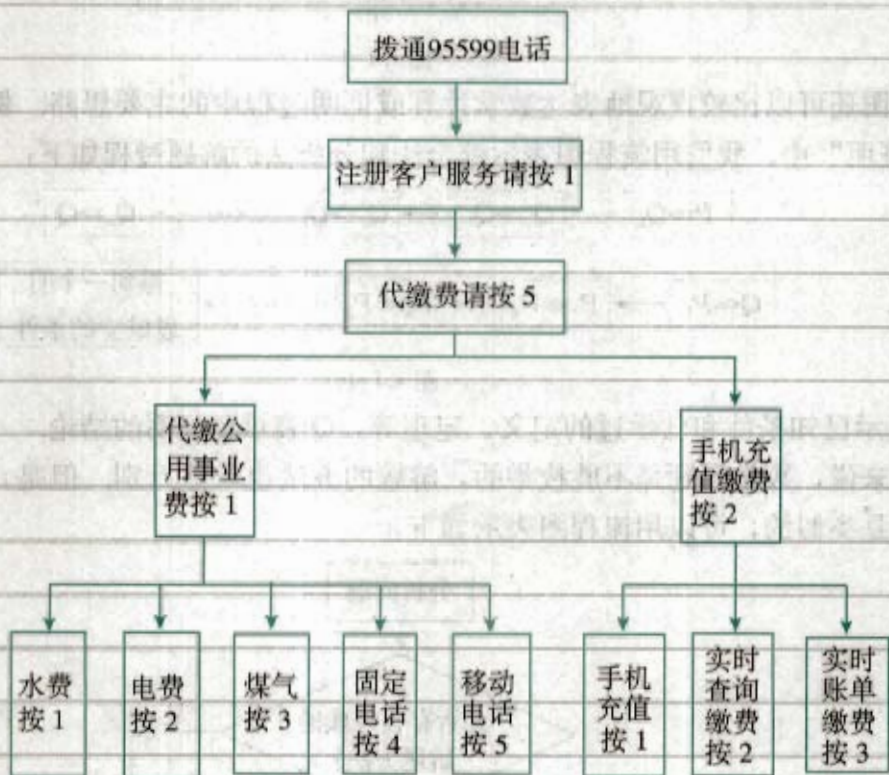 拨通95599电话
注册客户服务请按 1
代缴费请按 5
代缴公
用事业
费按 1
手机充
值缴费
按 2
水费
按 1
电费
按 2
煤气
按 3
固定
电话
按 4
移动
电话
按 5
手机
充值
按 1
实时
查询
缴费
按 2
实时
账单
缴费
按 3